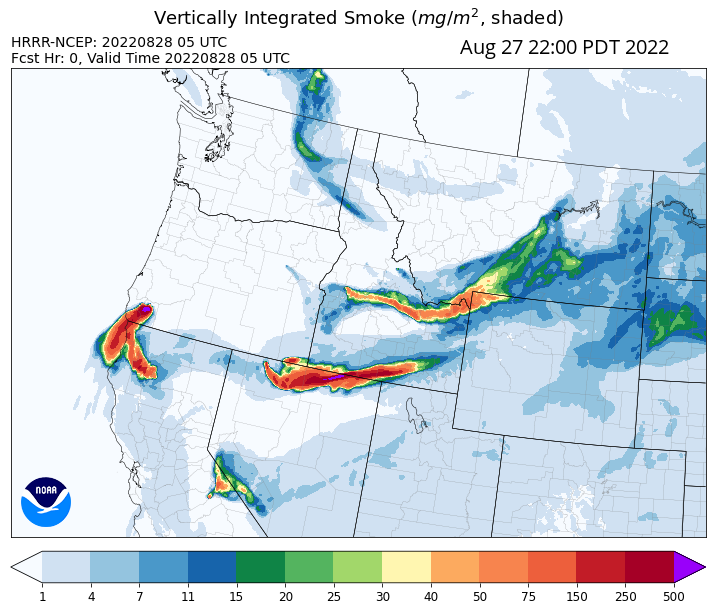 Vertically Integrated Smoke (mg/m², shaded)
HRRR-NCEP: 20220828 05 UTC
Fcst Hr: 0, Valid Time 20220828 05 UTC
Aug 27 22:00 PDT 2022
NOAA
1 4 7 11 15 20 25 30 40 50 75 150 250 500